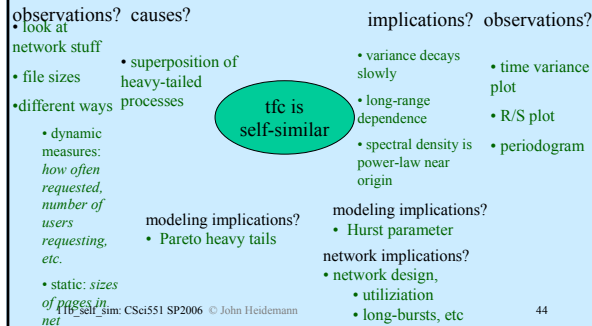 observations?
• look at
network stuff
• file sizes
•different ways
• dynamic
measures:
how often
requested,
number of
users
requesting,
etc.
• static: sizes
of pages in
net
causes?
• superposition of
heavy-tailed
processes
tfc is
self-similar
modeling implications?
• Pareto heavy tails
implications?
• variance decays
slowly
• long-range
dependence
• spectral density is
power-law near
origin
observations?
• time variance
plot
• R/S plot
• periodogram
modeling implications?
• Hurst parameter
network implications?
• network design,
• utiliziation
• long-bursts, etc
11b_self_sim: CSci551 SP2006 © John Heidemann
44